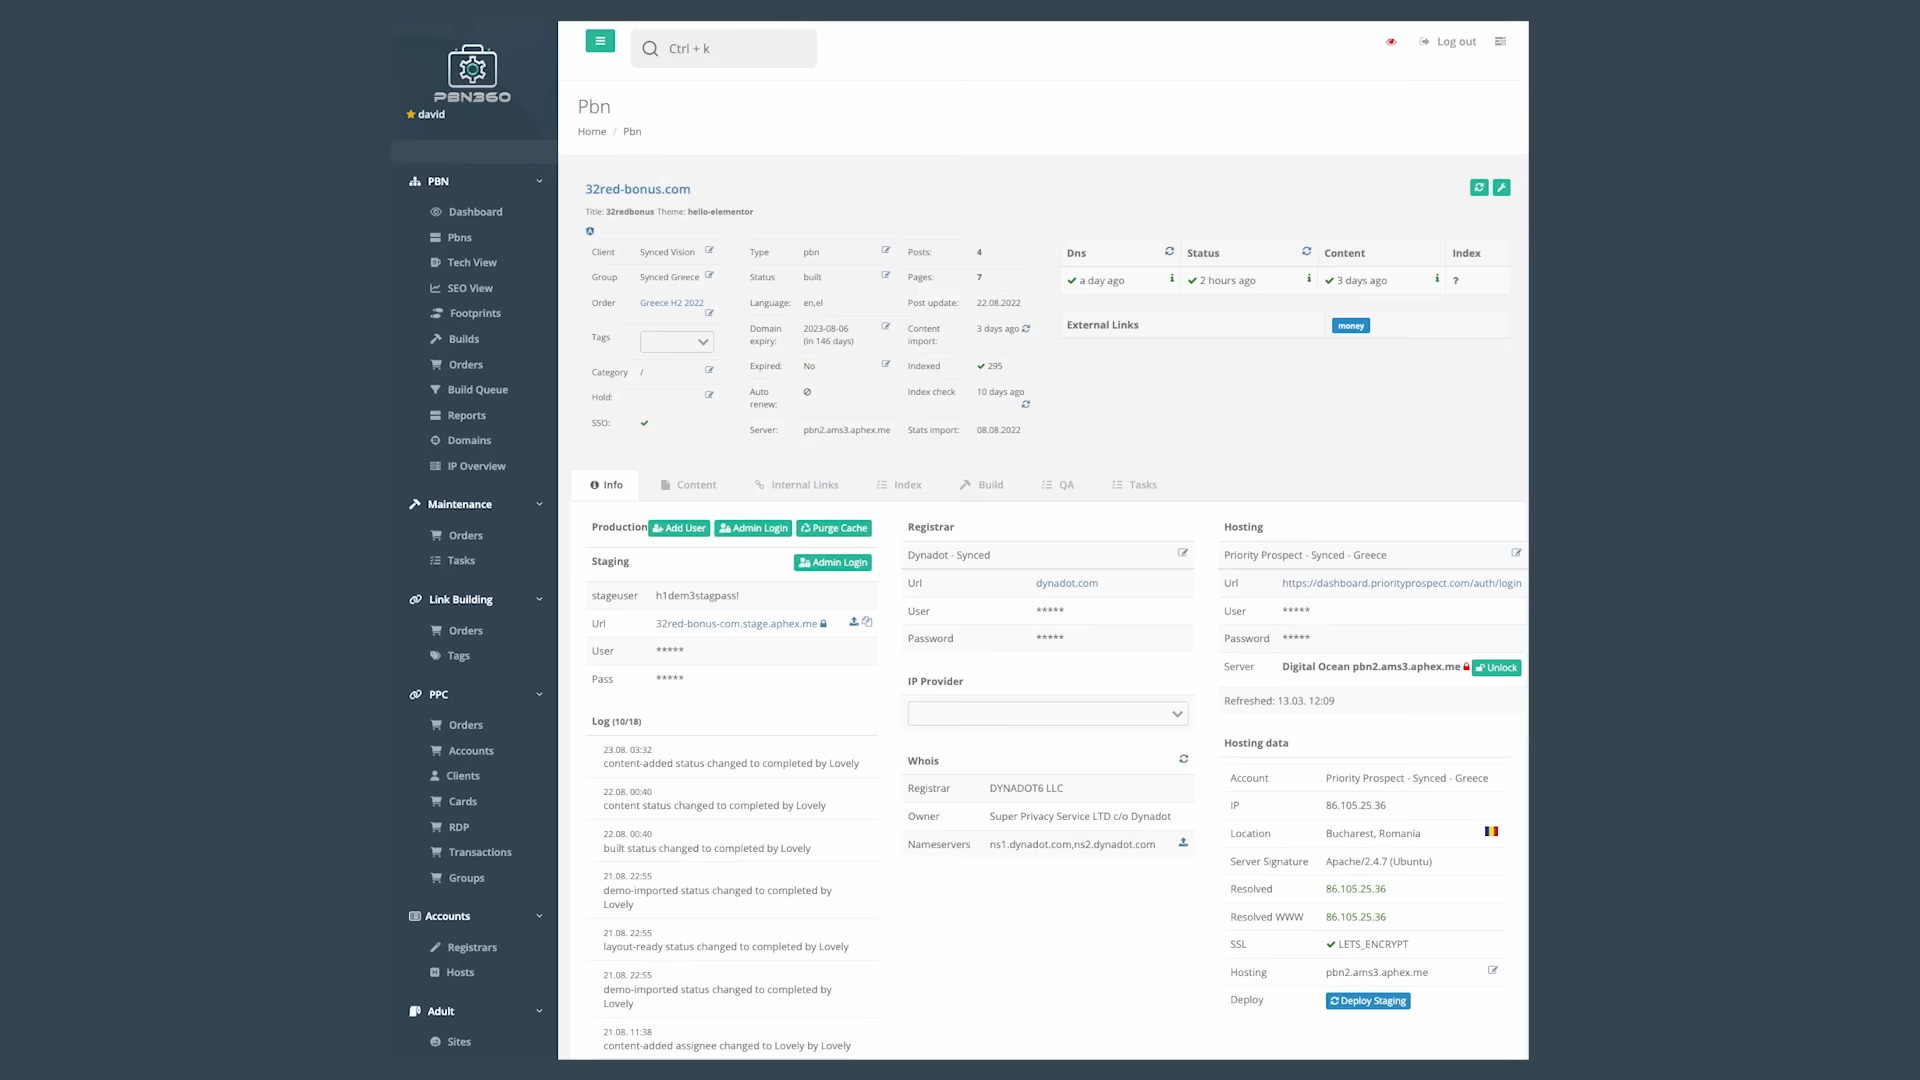 PBN360
david
PBN
Dashboard
Pbns
Tech View
SEO View
Footprints
Builds
Orders
Build Queue
Reports
Domains
IP Overview
Maintenance
Orders
Tasks
Link Building
Orders
Tags
PPC
Orders
Accounts
Clients
Cards
RDP
Transactions
Groups
Accounts
Registrars
Hosts
Adult
Sites
Ctrl + k
Log out
Pbn
Home / Pbn
32red-bonus.com
Title: 32redbonus Theme: hello-elementor
Client Synced Vision
Group Synced Greece
Order Greece H2 2022
Tags
Category /
Hold:
SSO:
Type pbn
Status built
Language: en,el
Domain expiry: 2023-08-06 (in 146 days)
Expired: No
Auto renew:
Server: pbn2.ams3.aphex.me
Posts: 4
Pages: 7
Post update: 22.08.2022
Content import: 3 days ago
Indexed 295
Index check 10 days ago
Stats import: 08.08.2022
Dns Status Content Index
a day ago 2 hours ago 3 days ago ?
External Links money
Info Content Internal Links Index Build QA Tasks
Production Add User Admin Login Purge Cache
Staging Admin Login
stageuser h1dem3stagpass!
Url 32red-bonus-com.stage.aphex.me
User *****
Pass *****
Log (10/18)
23.08. 03:32
content-added status changed to completed by Lovely
22.08. 00:40
content status changed to completed by Lovely
22.08. 00:40
built status changed to completed by Lovely
21.08. 22:55
demo-imported status changed to completed by
Lovely
21.08. 22:55
layout-ready status changed to completed by Lovely
21.08. 22:55
demo-imported status changed to completed by
Lovely
21.08. 11:38
content-added assignee changed to Lovely by Lovely
Registrar
Dynadot - Synced
Url dynadot.com
User *****
Password *****
IP Provider
Whois
Registrar DYNADOT6 LLC
Owner Super Privacy Service LTD c/o Dynadot
Nameservers ns1.dynadot.com,ns2.dynadot.com
Hosting
Priority Prospect - Synced - Greece
Url https://dashboard.priorityprospect.com/auth/login
User *****
Password *****
Server Digital Ocean pbn2.ams3.aphex.me Unlock
Refreshed: 13.03. 12:09
Hosting data
Account Priority Prospect - Synced - Greece
IP 86.105.25.36
Location Bucharest, Romania
Server Signature Apache/2.4.7 (Ubuntu)
Resolved 86.105.25.36
Resolved WWW 86.105.25.36
SSL LETS_ENCRYPT
Hosting pbn2.ams3.aphex.me
Deploy Deploy Staging